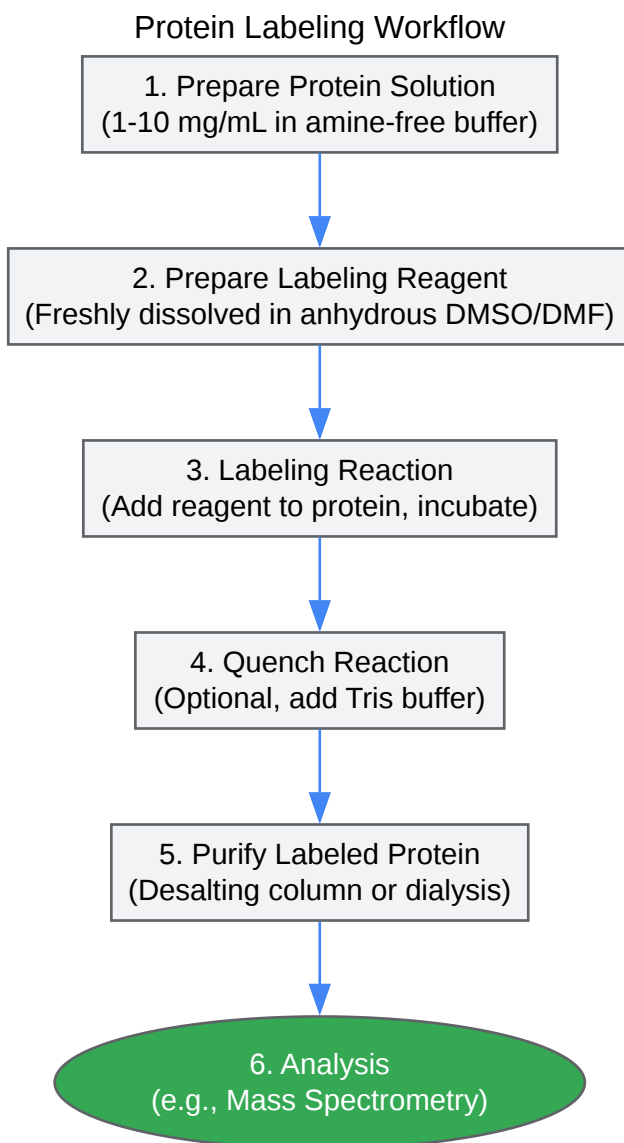 Protein Labeling Workflow
1. Prepare Protein Solution
(1-10 mg/mL in amine-free buffer)
2. Prepare Labeling Reagent
(Freshly dissolved in anhydrous DMSO/DMF)
3. Labeling Reaction
(Add reagent to protein, incubate)
4. Quench Reaction
(Optional, add Tris buffer)
5. Purify Labeled Protein
(Desalting column or dialysis)
6. Analysis
(e.g., Mass Spectrometry)